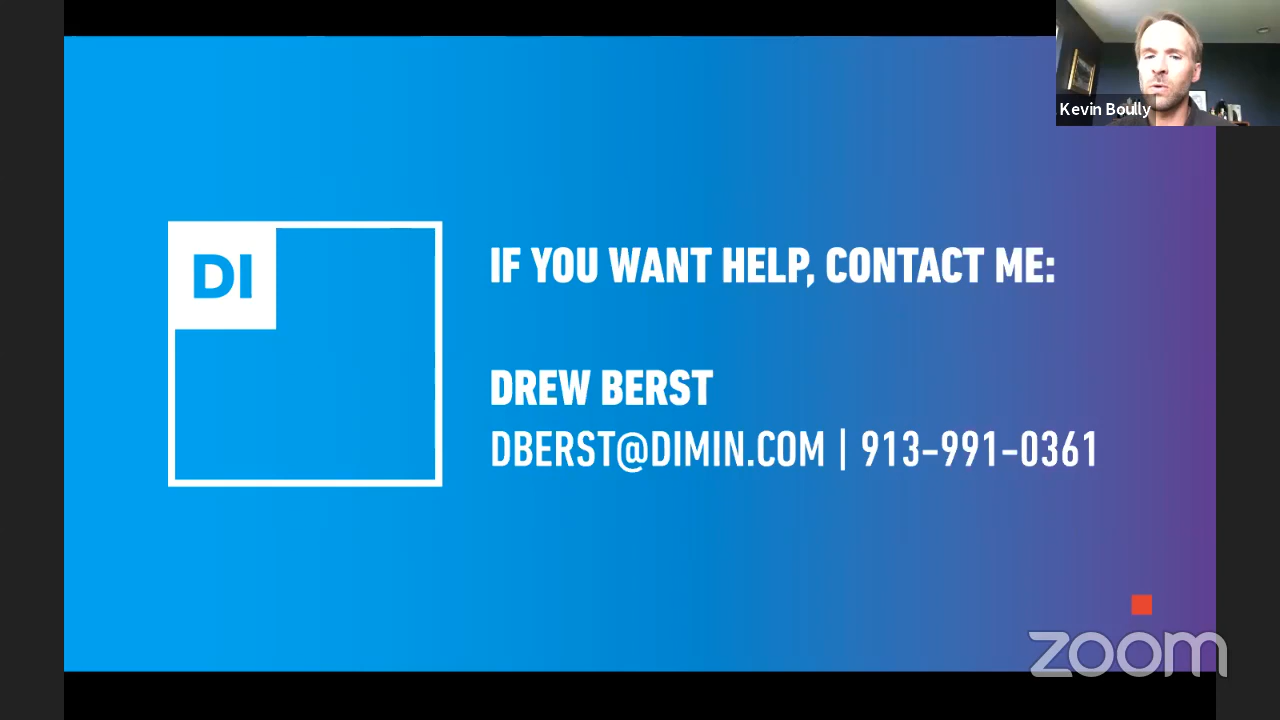 Kevin Boully
DI
IF YOU WANT HELP, CONTACT ME:
DREW BERST
DBERST@DIMIN.COM | 913-991-0361
zoom